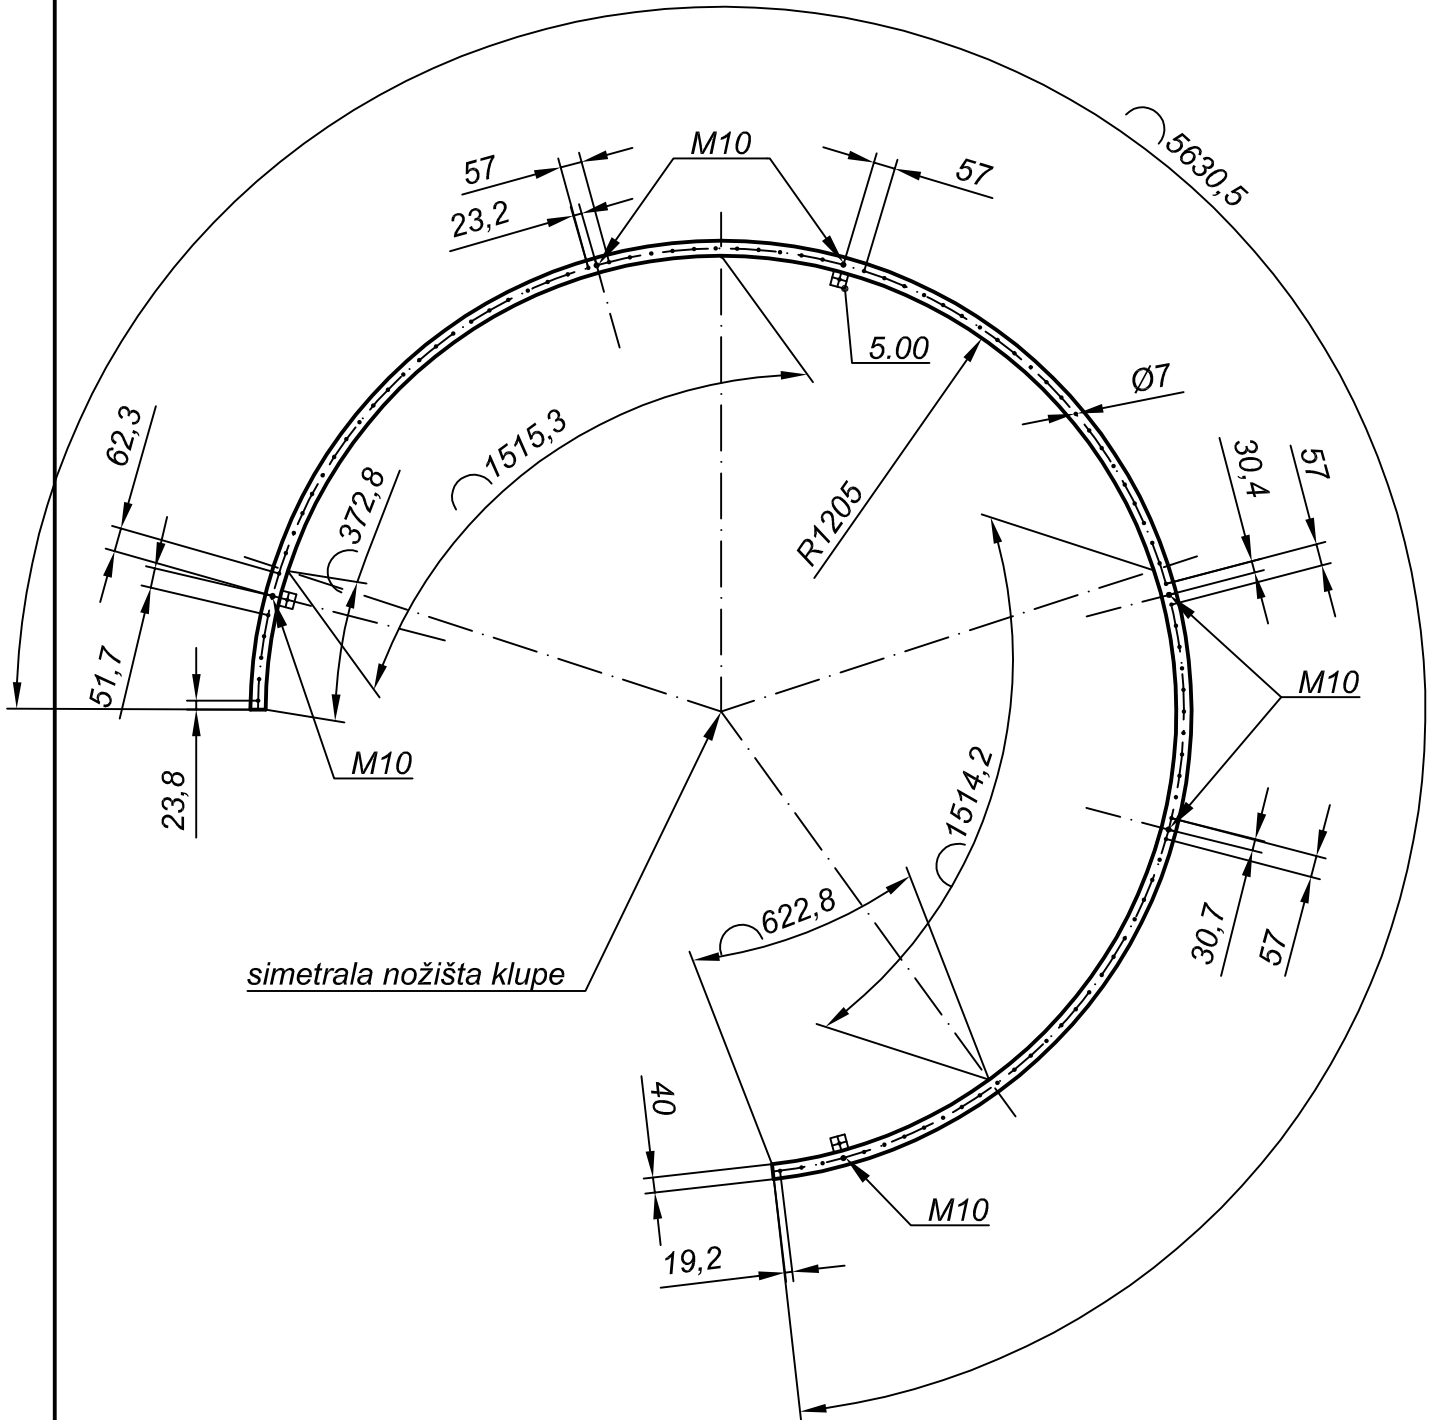 5630,5
M10
57
57
23,2
5.00
Ø7
62,3
1515,3
372,8
R1205
30,4
57
51,7
M10
M10
23,8
1514,2
622,8
30,7
57
simetrala nožišta klupe
40
M10
19,2